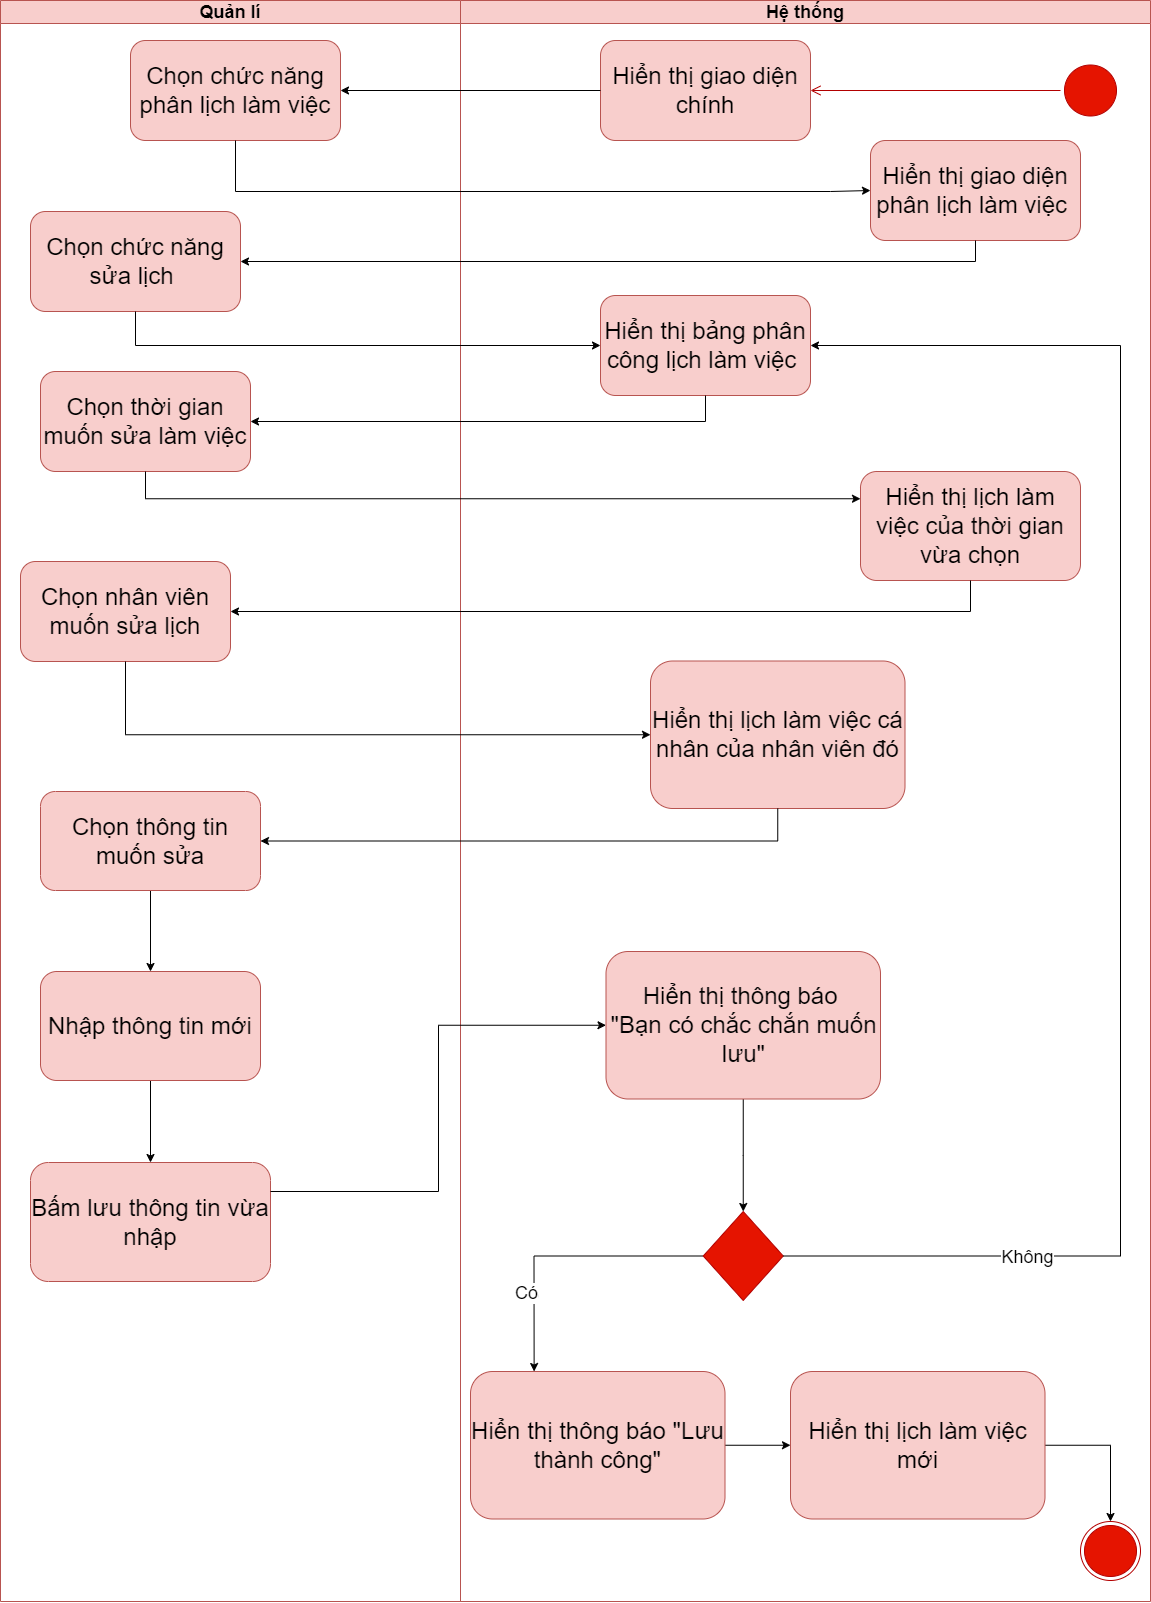 Quản lí
Hệ thống
Chọn chức năng
phân lịch làm việc
Hiển thị giao diện
chính
Hiển thị giao diện
phân lịch làm việc
Chọn chức năng
sửa lịch
Hiển thị bảng phân
công lịch làm việc
Chọn thời gian
muốn sửa làm việc
Hiển thị lịch làm
việc của thời gian
vừa chọn
Chọn nhân viên
muốn sửa lịch
Hiển thị lịch làm việc cá
nhân của nhân viên đó
Chọn thông tin
muốn sửa
Nhập thông tin mới
Hiển thị thông báo
"Bạn có chắc chắn muốn
lưu"
Bấm lưu thông tin vừa
nhập
Không
Có
Hiển thị thông báo "Lưu
thành công"
Hiển thị lịch làm việc
mới